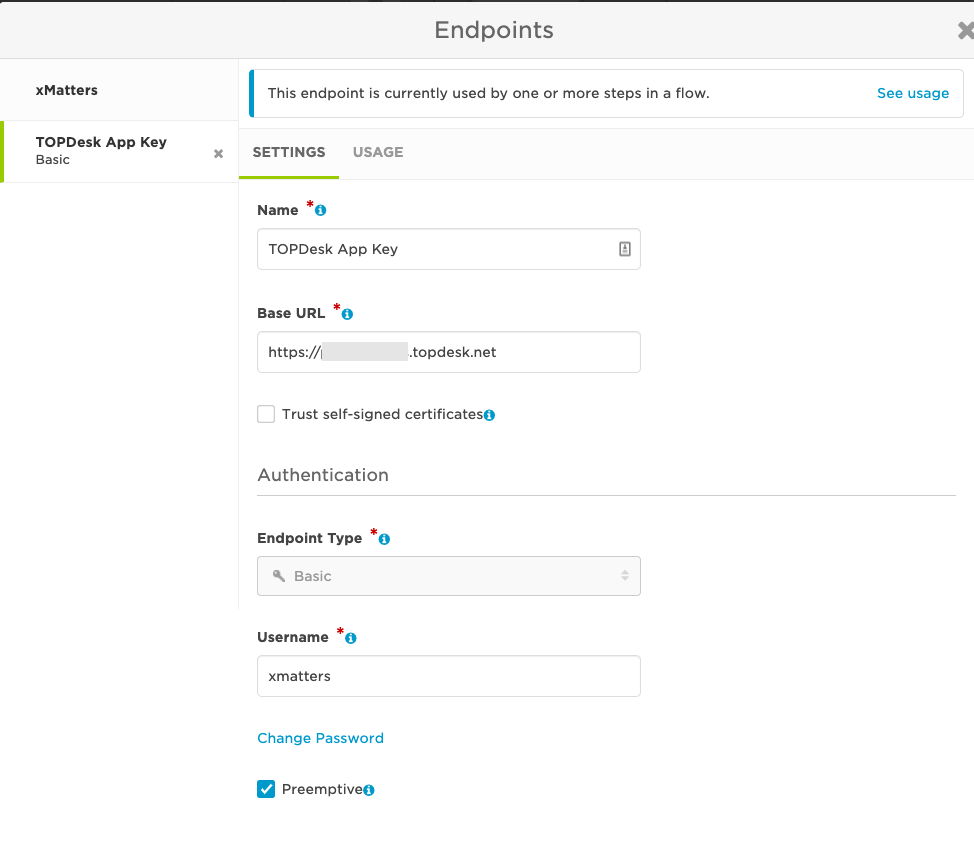 Endpoints
xMatters
TOPDesk App Key
Basic
This endpoint is currently used by one or more steps in a flow.
See usage
SETTINGS
USAGE
Name *
TOPDesk App Key
Base URL *
https:// .topdesk.net
Trust self-signed certificates
Authentication
Endpoint Type *
Basic
Username *
xmatters
Change Password
Preemptive